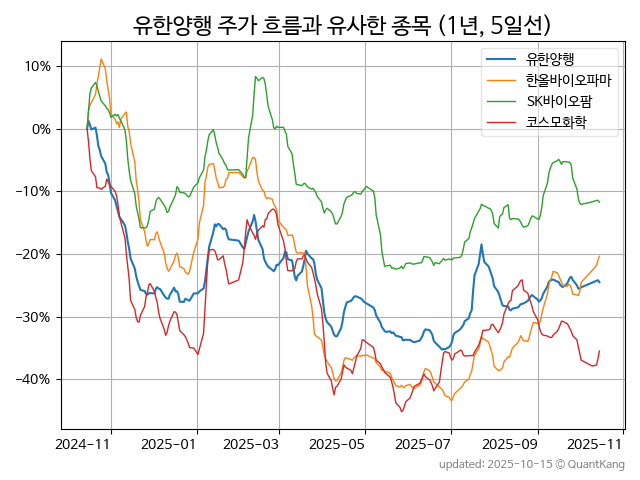 유한양행 주가 흐름과 유사한 종목 (1년, 5일선)
유한양행
한올바이오파마
SK바이오팜
코스모화학
10%
0%
−10%
−20%
−30%
−40%
2024-11
2025-01
2025-03
2025-05
2025-07
2025-09
2025-11
updated: 2025-10-15 © QuantKang